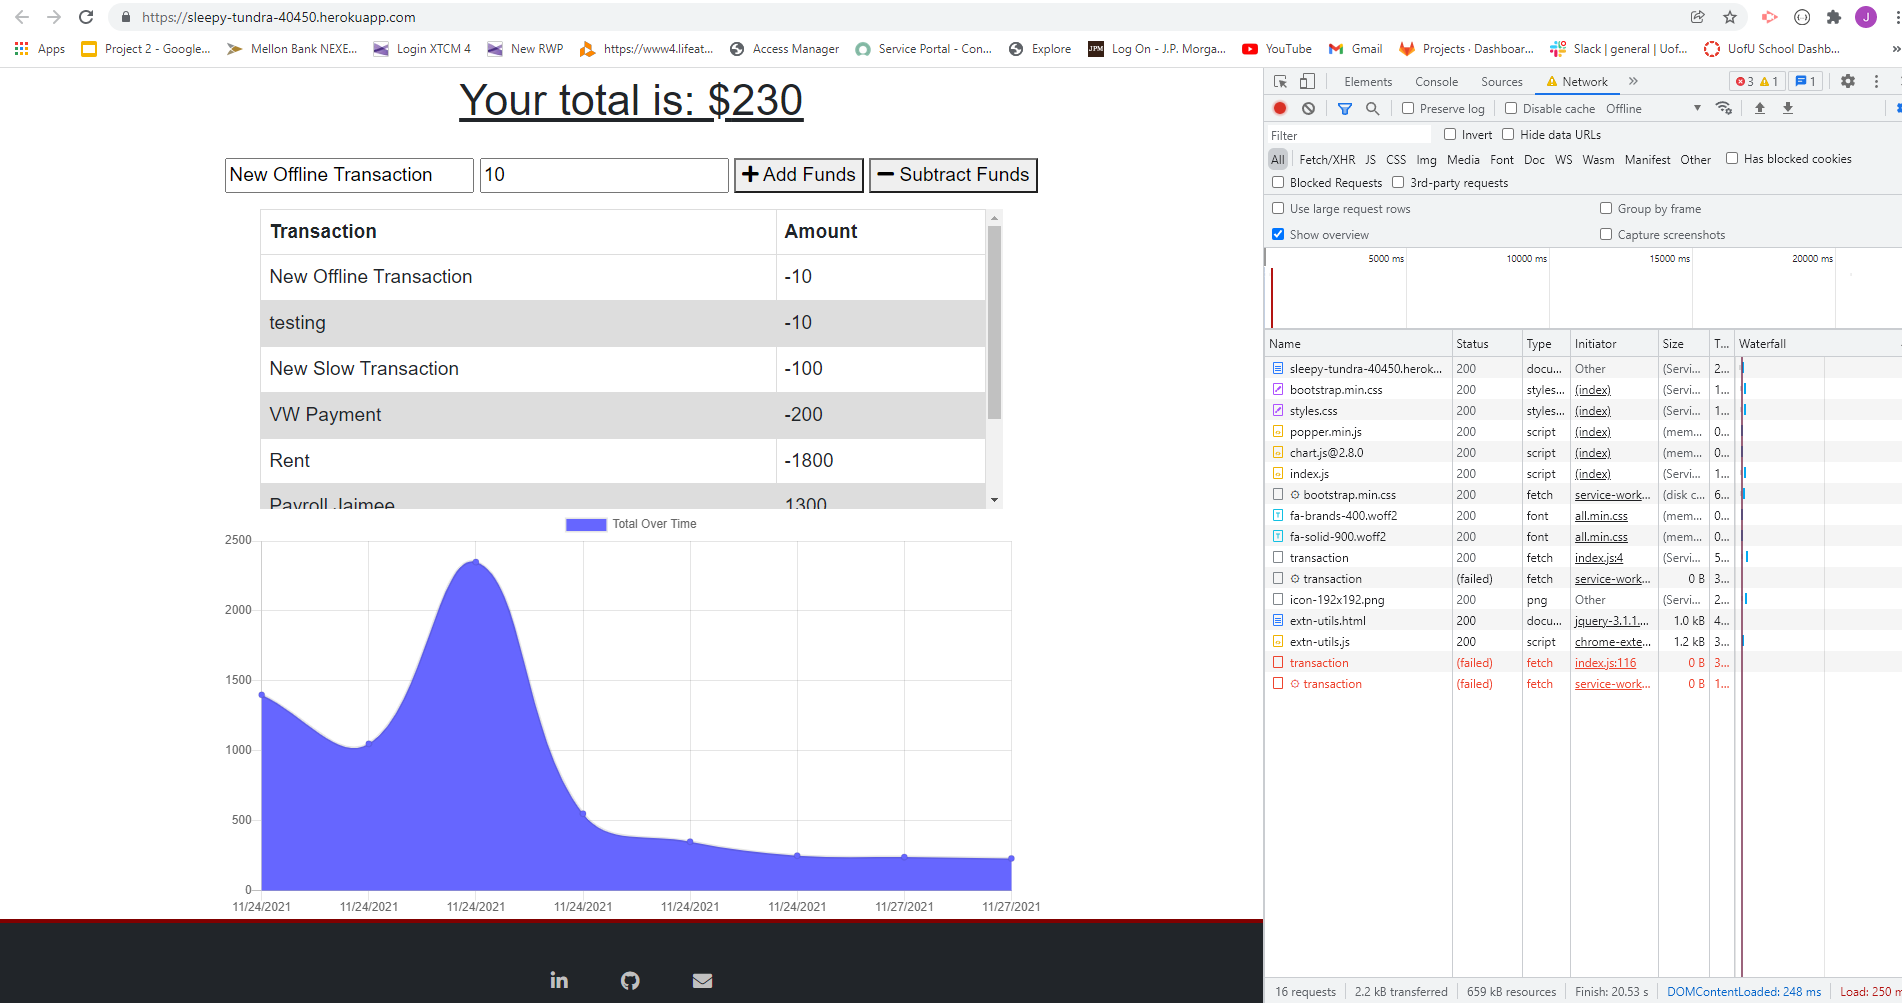 https://sleepy-tundra-40450.herokuapp.com
Apps Project 2 - Google... Mellon Bank NEXE... Login XTCM 4 New RWP https://www4.lifeat... Access Manager Service Portal - Con... Explore JPM Log On - J.P. Morga... YouTube Gmail Projects · Dashboar... Slack | general | Uof... UofU School Dashb... »
J
Your total is: $230
New Offline Transaction 10 Add Funds Subtract Funds
Transaction Amount
New Offline Transaction -10
testing -10
New Slow Transaction -100
VW Payment -200
Rent -1800
Payroll Jaimee 1300
Total Over Time
2500
2000
1500
1000
500
0
11/24/2021 11/24/2021 11/24/2021 11/24/2021 11/24/2021 11/24/2021 11/27/2021 11/27/2021
Elements Console Sources Network » 3 1 1
Preserve log Disable cache Offline
Filter Invert Hide data URLs
All Fetch/XHR JS CSS Img Media Font Doc WS Wasm Manifest Other Has blocked cookies
Blocked Requests 3rd-party requests
Use large request rows Group by frame
Show overview Capture screenshots
5000 ms 10000 ms 15000 ms 20000 ms
Name Status Type Initiator Size T... Waterfall
sleepy-tundra-40450.herok... 200 docu... Other (Servi... 2...
bootstrap.min.css 200 styles... (index) (Servi... 1...
styles.css 200 styles... (index) (Servi... 1...
popper.min.js 200 script (index) (mem... 0...
chart.js@2.8.0 200 script (index) (mem... 0...
index.js 200 script (index) (Servi... 1...
bootstrap.min.css 200 fetch service-work... (disk c... 6...
fa-brands-400.woff2 200 font all.min.css (mem... 0...
fa-solid-900.woff2 200 font all.min.css (mem... 0...
transaction 200 fetch index.js:4 (Servi... 5...
transaction (failed) fetch service-work... 0 B 3...
icon-192x192.png 200 png Other (Servi... 2...
extn-utils.html 200 docu... jquery-3.1.1.... 1.0 kB 4...
extn-utils.js 200 script chrome-exte... 1.2 kB 3...
transaction (failed) fetch index.js:116 0 B 3...
transaction (failed) fetch service-work... 0 B 1...
16 requests 2.2 kB transferred 659 kB resources Finish: 20.53 s DOMContentLoaded: 248 ms Load: 250 m